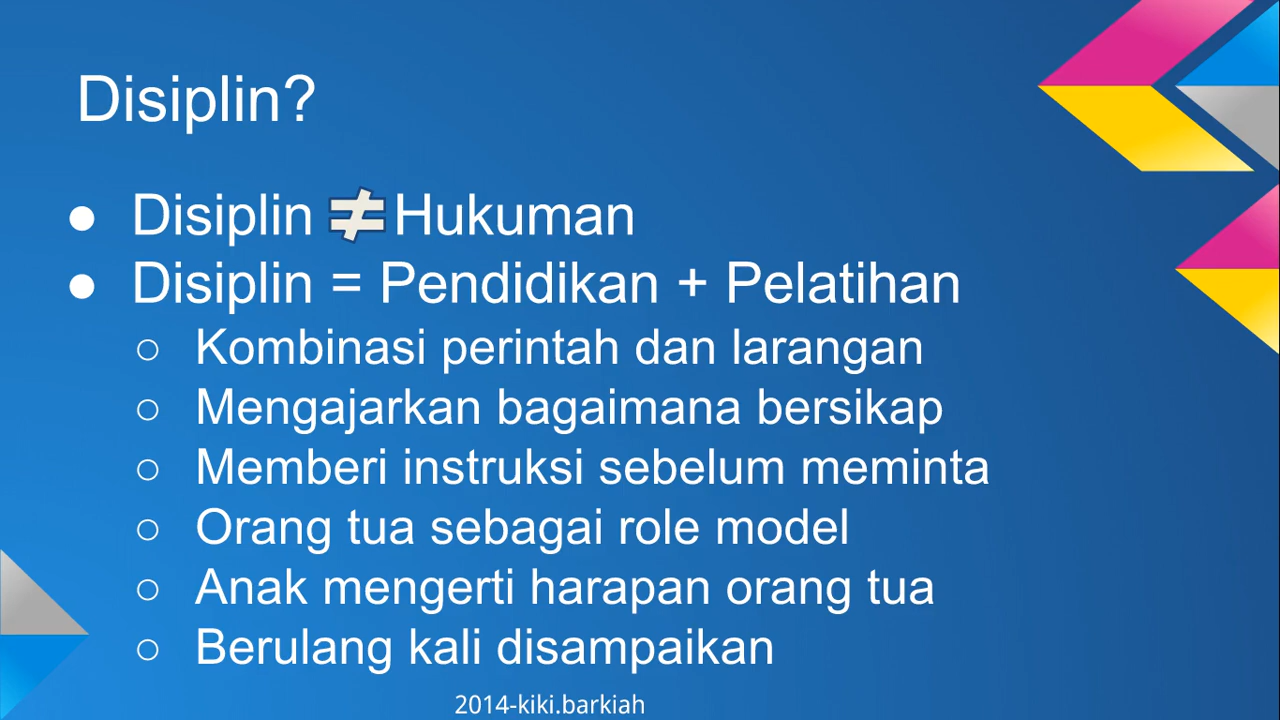 Disiplin?
● Disiplin ≠ Hukuman
● Disiplin = Pendidikan + Pelatihan
○ Kombinasi perintah dan larangan
○ Mengajarkan bagaimana bersikap
○ Memberi instruksi sebelum meminta
○ Orang tua sebagai role model
○ Anak mengerti harapan orang tua
○ Berulang kali disampaikan
2014-kiki.barkiah